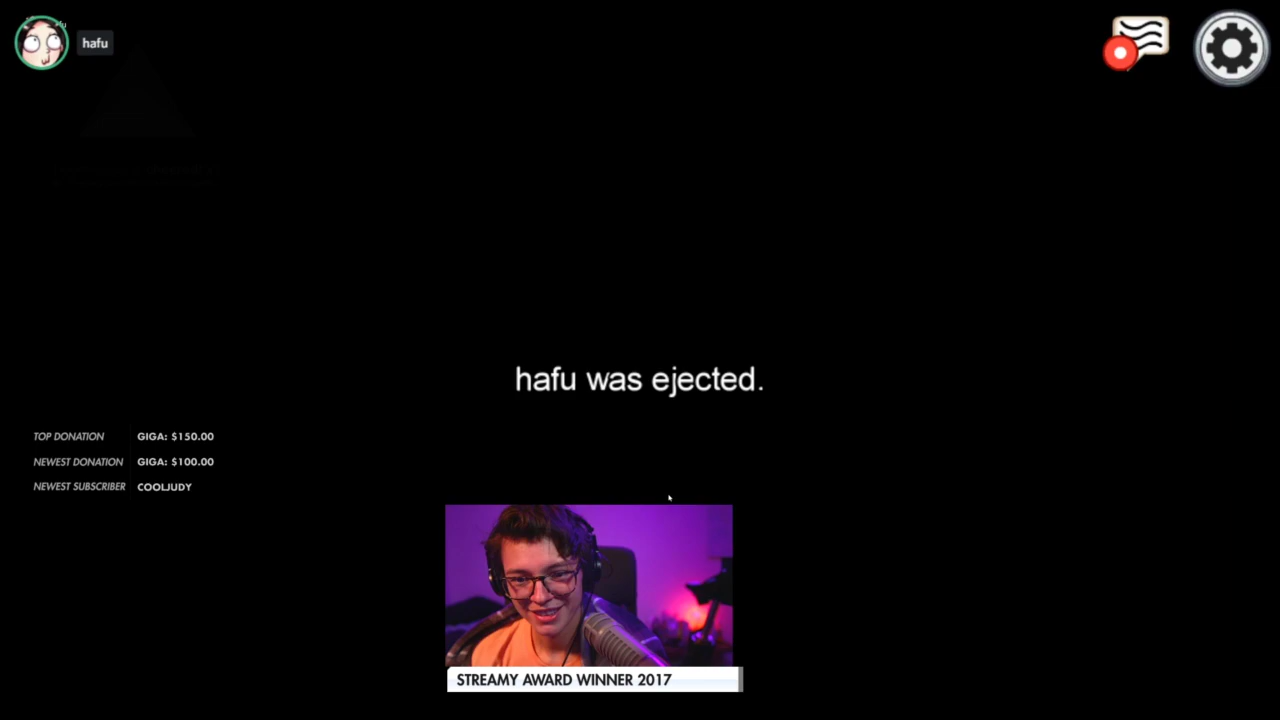 hafu
hafu was ejected.
TOP DONATION GIGA: $150.00
NEWEST DONATION GIGA: $100.00
NEWEST SUBSCRIBER COOLJUDY
STREAMY AWARD WINNER 2017